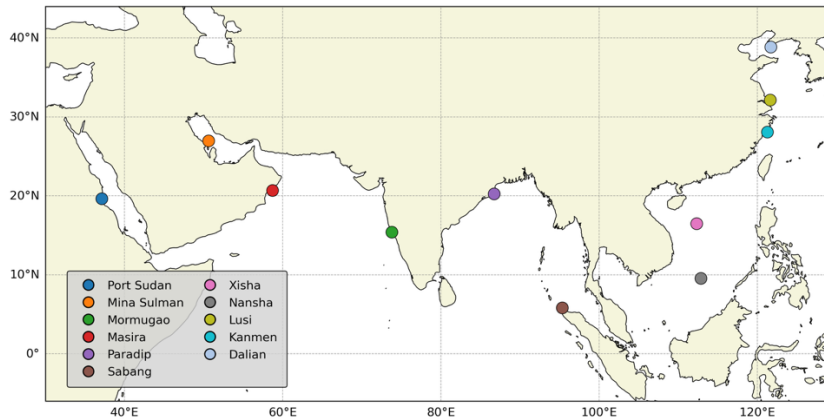 40°N
30°N
20°N
10°N
0°
Port Sudan
Mina Sulman
Mormugao
Masira
Paradip
Sabang
Xisha
Nansha
Lusi
Kanmen
Dalian
40°E
60°E
80°E
100°E
120°E